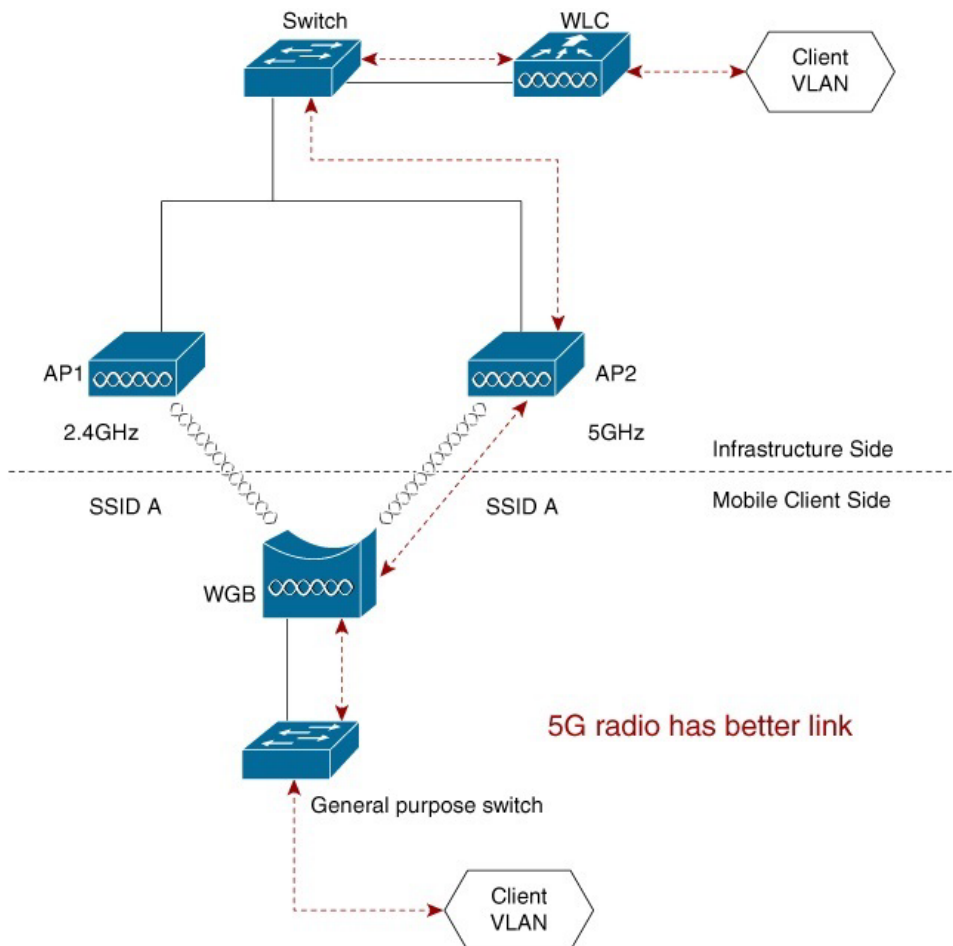 Switch
WLC
Client
VLAN
AP1
AP2
2.4GHz
5GHz
Infrastructure Side
SSID A
SSID A
Mobile Client Side
WGB
5G radio has better link
General purpose switch
Client
VLAN